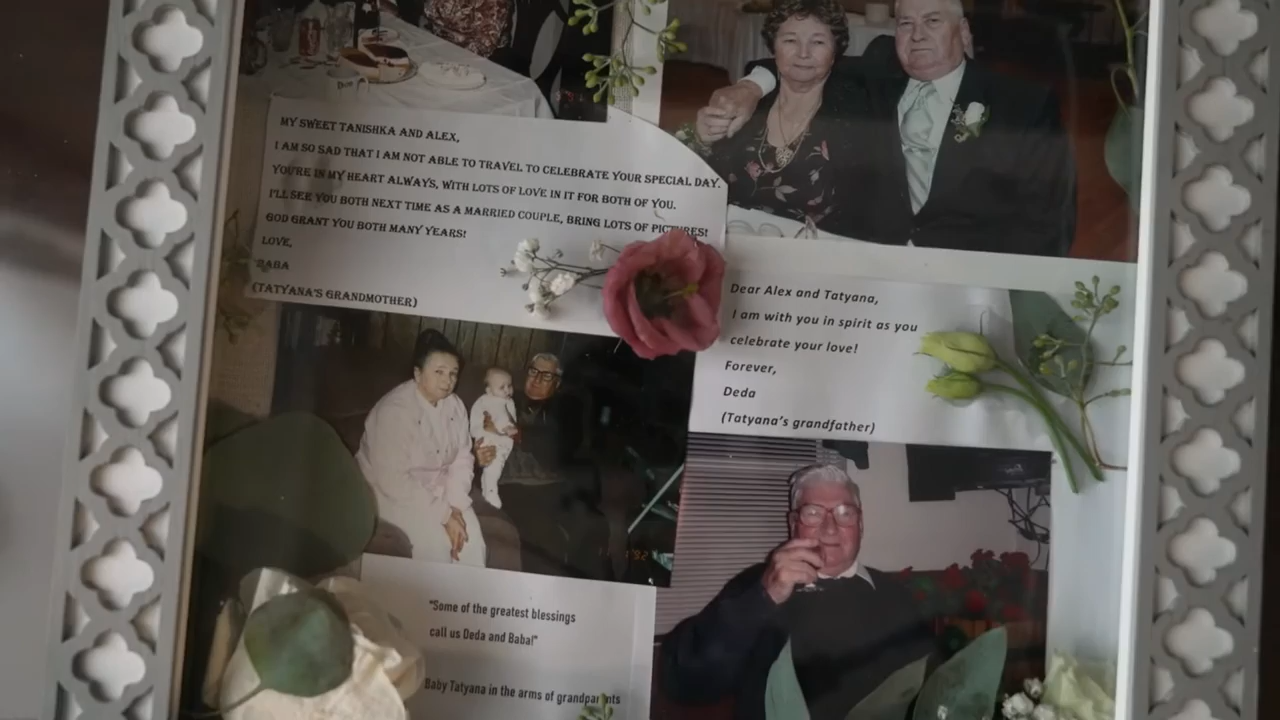 MY SWEET TANISHKA AND ALEX,
I AM SO SAD THAT I AM NOT ABLE TO TRAVEL TO CELEBRATE YOUR SPECIAL DAY.
YOU'RE IN MY HEART ALWAYS, WITH LOTS OF LOVE IN IT FOR BOTH OF YOU.
I'LL SEE YOU BOTH NEXT TIME AS A MARRIED COUPLE, BRING LOTS OF PICTURES!
GOD GRANT YOU BOTH MANY YEARS!
LOVE,
BABA
(TATYANA'S GRANDMOTHER)
Dear Alex and Tatyana,
I am with you in spirit as you
celebrate your love!
Forever,
Deda
(Tatyana's grandfather)
"Some of the greatest blessings
call us Deda and Baba!"
Baby Tatyana in the arms of grandparents